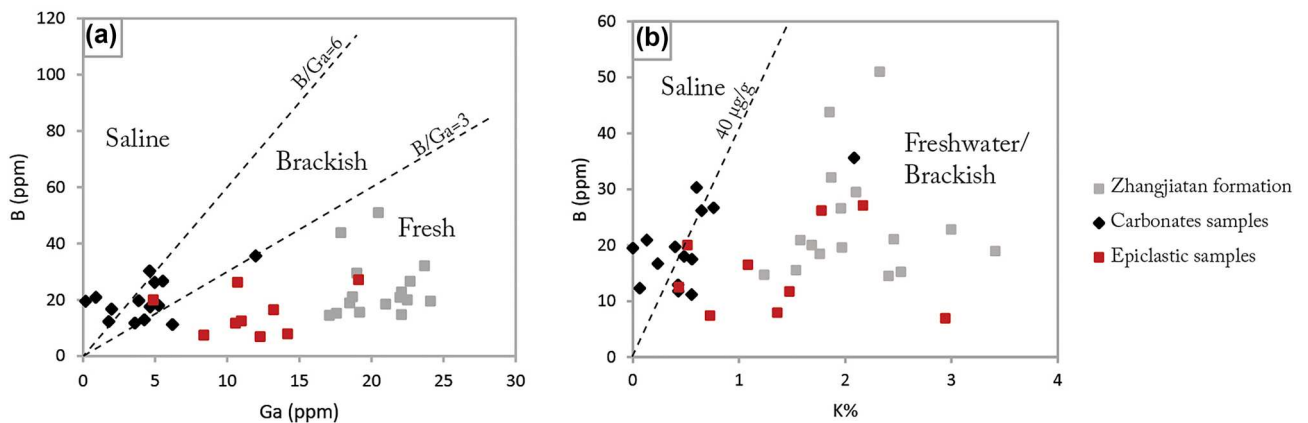 (a)
120
100
80
60
40
20
0
B (ppm)
0 5 10 15 20 25 30
Ga (ppm)
B/Ga=6
B/Ga=3
Saline
Brackish
Fresh
(b)
60
50
40
30
20
10
0
B (ppm)
0 1 2 3 4
K%
Saline
40 µg/g
Freshwater/
Brackish
Zhangjiatan formation
Carbonates samples
Epiclastic samples